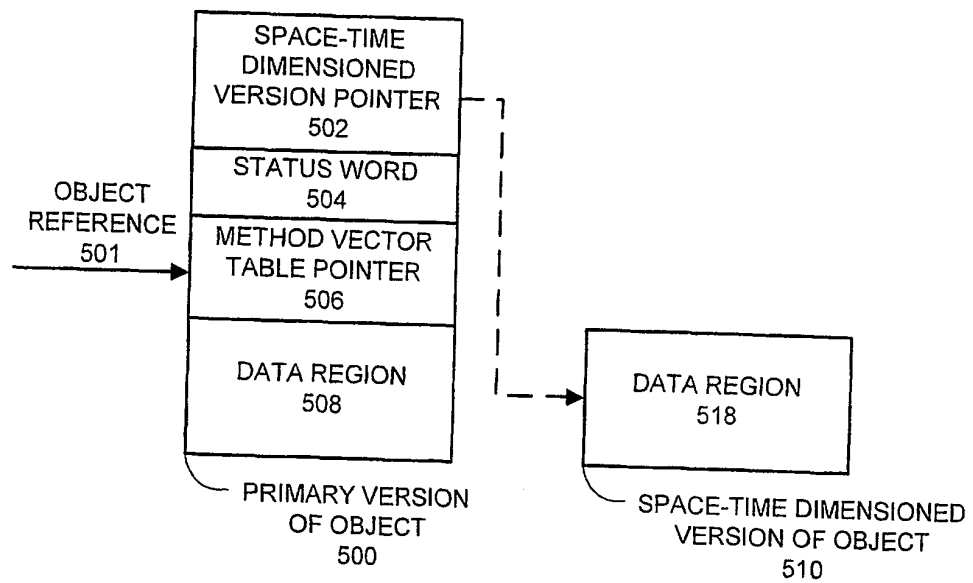 SPACE-TIME
DIMENSIONED
VERSION POINTER
502
STATUS WORD
504
OBJECT
REFERENCE
501
METHOD VECTOR
TABLE POINTER
506
DATA REGION
508
DATA REGION
518
PRIMARY VERSION
OF OBJECT
500
SPACE-TIME DIMENSIONED
VERSION OF OBJECT
510